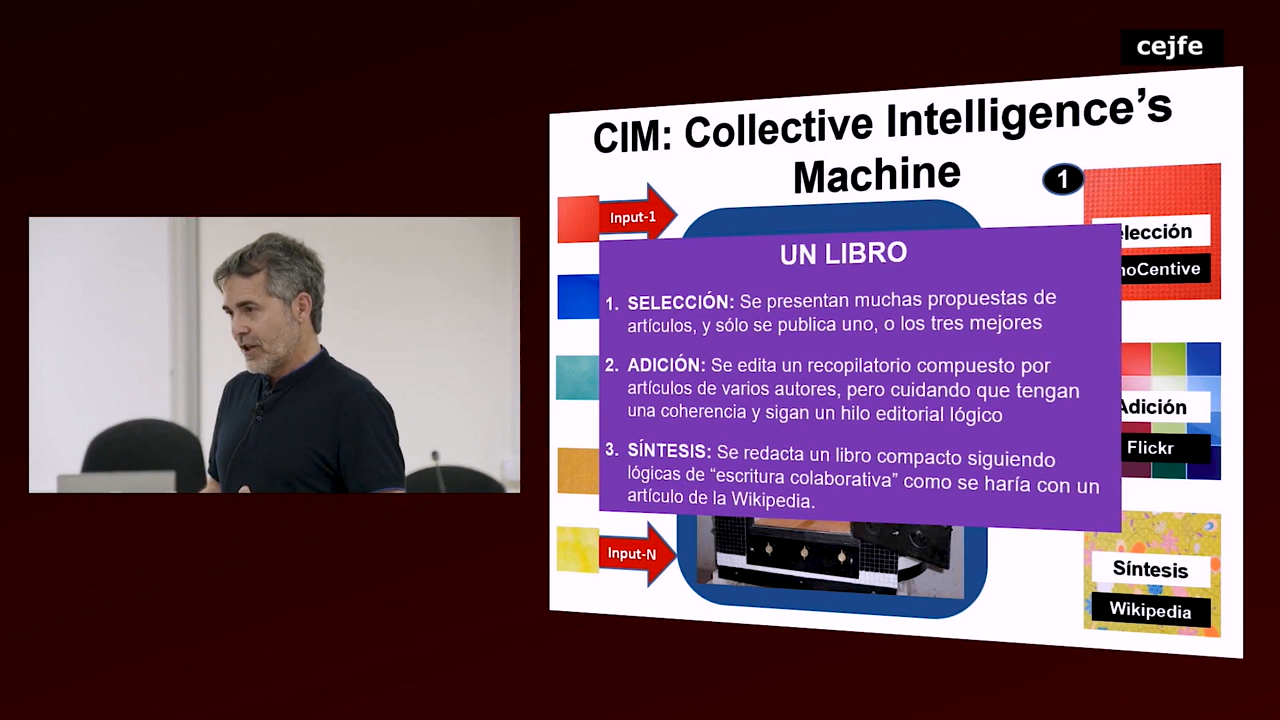 cejfe
CIM: Collective Intelligence's
Machine
1
Input-1
UN LIBRO
1. SELECCIÓN: Se presentan muchas propuestas de
artículos, y sólo se publica uno, o los tres mejores
2. ADICIÓN: Se edita un recopilatorio compuesto por
artículos de varios autores, pero cuidando que tengan
una coherencia y sigan un hilo editorial lógico
3. SÍNTESIS: Se redacta un libro compacto siguiendo
lógicas de “escritura colaborativa” como se haría con un
artículo de la Wikipedia.
Input-N
elección
noCentive
Adición
Flickr
Síntesis
Wikipedia